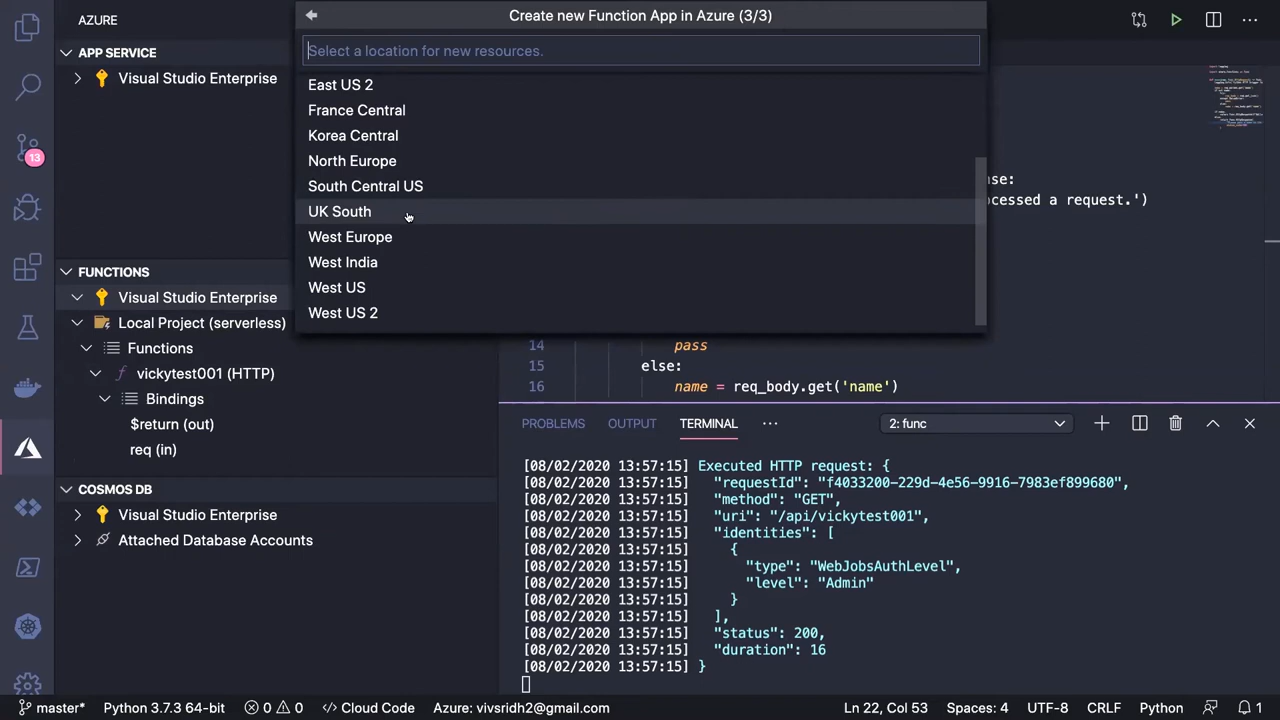 AZURE
Create new Function App in Azure (3/3)
Select a location for new resources.
East US 2
France Central
Korea Central
North Europe
South Central US
UK South
West Europe
West India
West US
West US 2
APP SERVICE
Visual Studio Enterprise
13
FUNCTIONS
Visual Studio Enterprise
Local Project (serverless)
Functions
vickytest001 (HTTP)
Bindings
$return (out)
req (in)
COSMOS DB
Visual Studio Enterprise
Attached Database Accounts
nse:
cessed a request.')
14 pass
15 else:
16 name = req_body.get('name')
PROBLEMS OUTPUT TERMINAL ··· 2: func
[08/02/2020 13:57:15] Executed HTTP request: {
[08/02/2020 13:57:15] "requestId": "f4033200-229d-4e56-9916-7983ef899680",
[08/02/2020 13:57:15] "method": "GET",
[08/02/2020 13:57:15] "uri": "/api/vickytest001",
[08/02/2020 13:57:15] "identities": [
[08/02/2020 13:57:15] {
[08/02/2020 13:57:15] "type": "WebJobsAuthLevel",
[08/02/2020 13:57:15] "level": "Admin"
[08/02/2020 13:57:15] }
[08/02/2020 13:57:15] ],
[08/02/2020 13:57:15] "status": 200,
[08/02/2020 13:57:15] "duration": 16
[08/02/2020 13:57:15] }
master* Python 3.7.3 64-bit 0 0 Cloud Code Azure: vivsridh2@gmail.com Ln 22, Col 53 Spaces: 4 UTF-8 CRLF Python 1